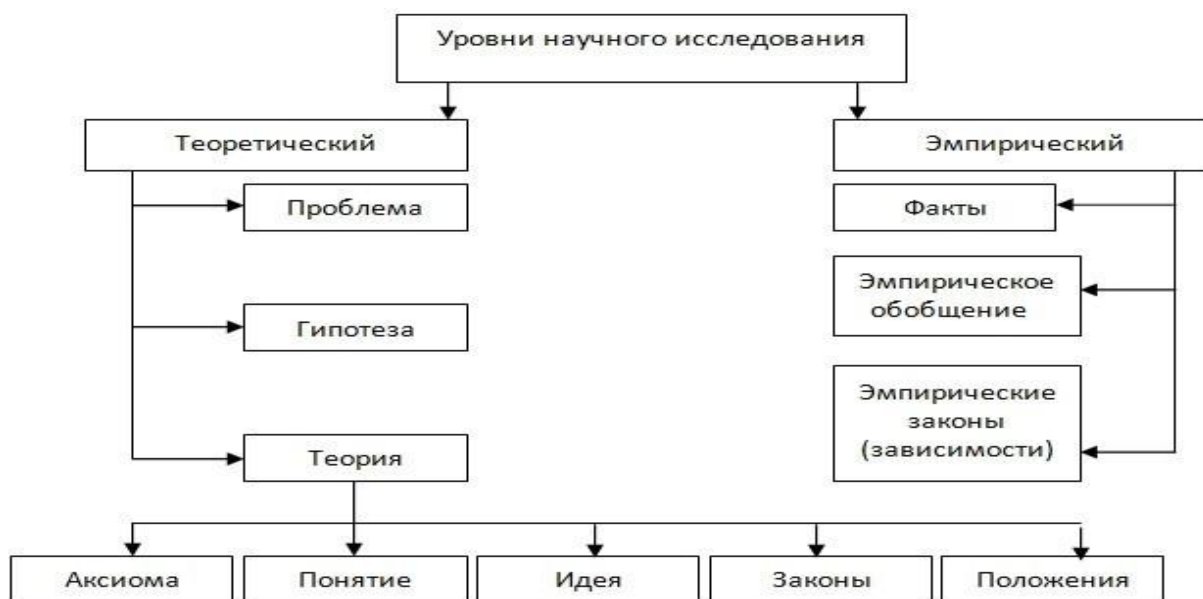 Уровни научного исследования
Теоретический
Эмпирический
Проблема
Факты
Эмпирическое
обобщение
Гипотеза
Эмпирические
законы
(зависимости)
Теория
Аксиома
Понятие
Идея
Законы
Положения